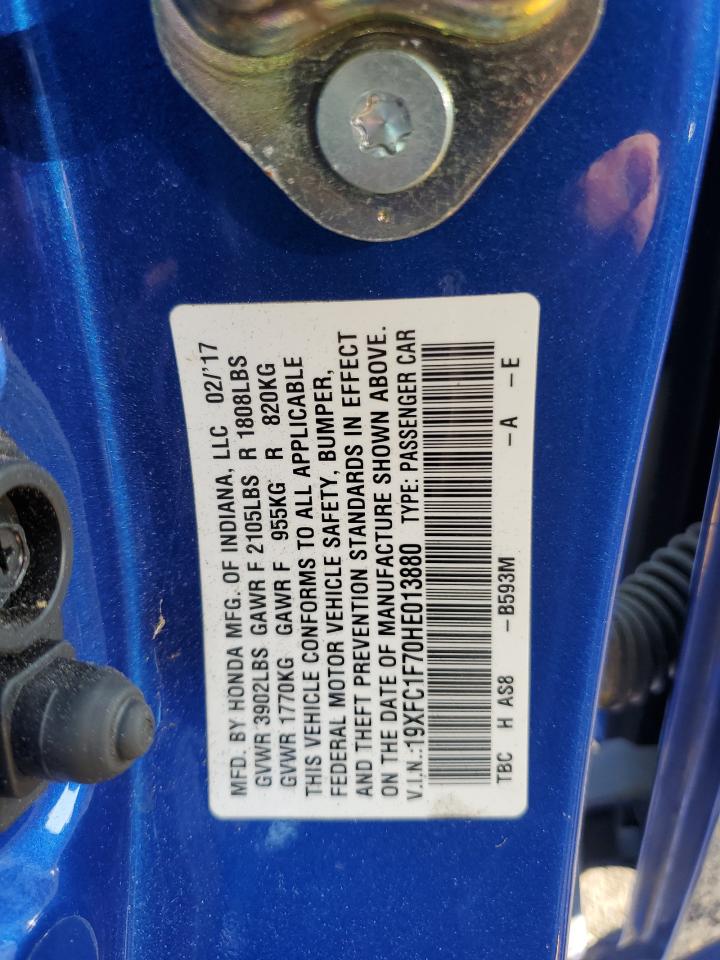 MFD. BY HONDA MFG. OF INDIANA, LLC 02/'17
GVWR 3902LBS GAWR F 2105LBS R 1808LBS
GVWR 1770KG GAWR F 955KG R 820KG
THIS VEHICLE CONFORMS TO ALL APPLICABLE
FEDERAL MOTOR VEHICLE SAFETY, BUMPER,
AND THEFT PREVENTION STANDARDS IN EFFECT
ON THE DATE OF MANUFACTURE SHOWN ABOVE.
V.I.N.:19XFC1F70HE013880 TYPE: PASSENGER CAR
TBC H AS8 -B593M -A -E